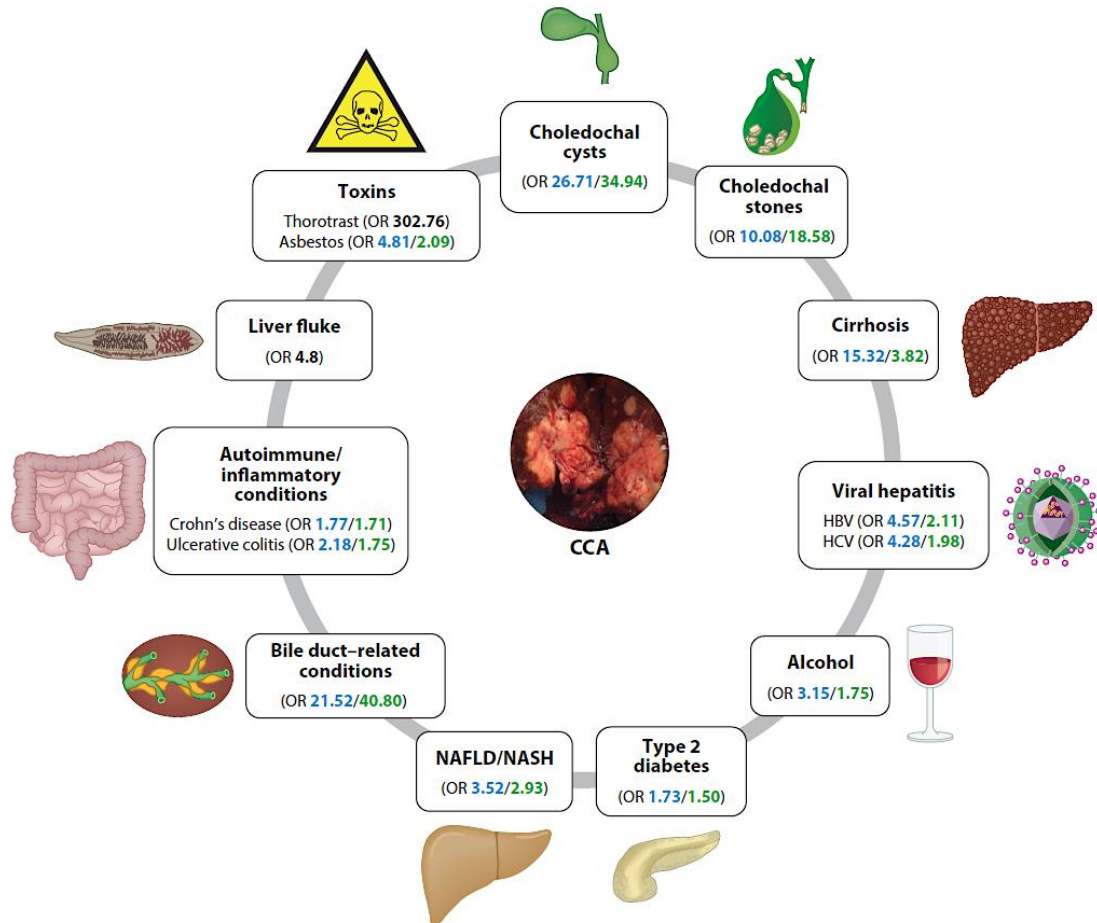 Choledochal
cysts
(OR 26.71/34.94)
Choledochal
stones
(OR 10.08/18.58)
Toxins
Thorotrast (OR 302.76)
Asbestos (OR 4.81/2.09)
Liver fluke
(OR 4.8)
Cirrhosis
(OR 15.32/3.82)
Autoimmune/
inflammatory
conditions
Crohn's disease (OR 1.77/1.71)
Ulcerative colitis (OR 2.18/1.75)
CCA
Viral hepatitis
HBV (OR 4.57/2.11)
HCV (OR 4.28/1.98)
Bile duct–related
conditions
(OR 21.52/40.80)
Alcohol
(OR 3.15/1.75)
NAFLD/NASH
(OR 3.52/2.93)
Type 2
diabetes
(OR 1.73/1.50)